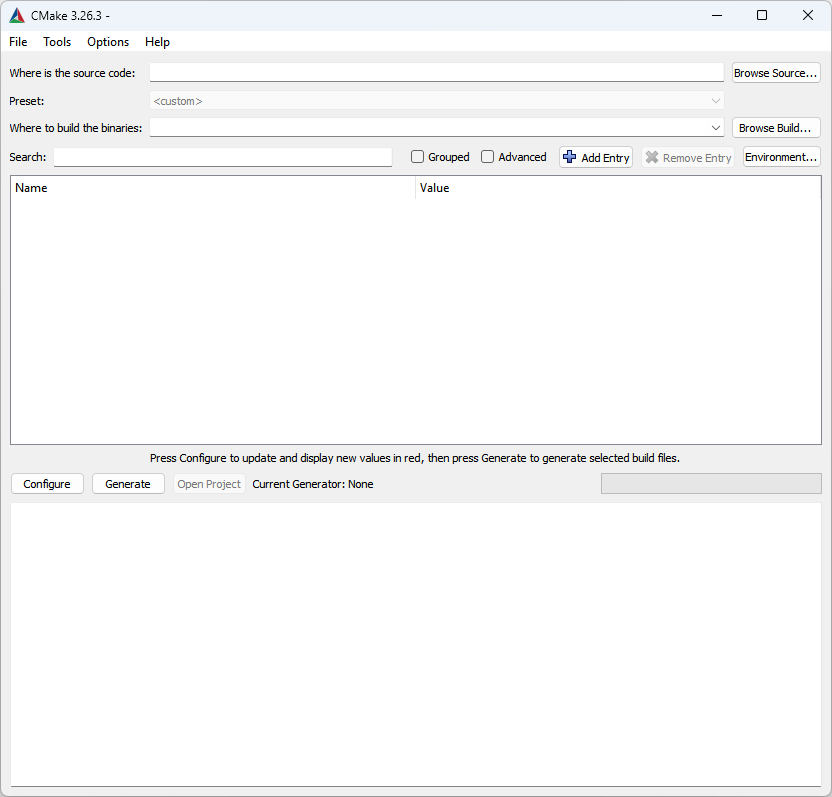 CMake 3.26.3 -
File Tools Options Help
Where is the source code: Browse Source...
Preset: <custom>
Where to build the binaries: Browse Build...
Search: Grouped Advanced Add Entry Remove Entry Environment...
Name Value
Press Configure to update and display new values in red, then press Generate to generate selected build files.
Configure Generate Open Project Current Generator: None